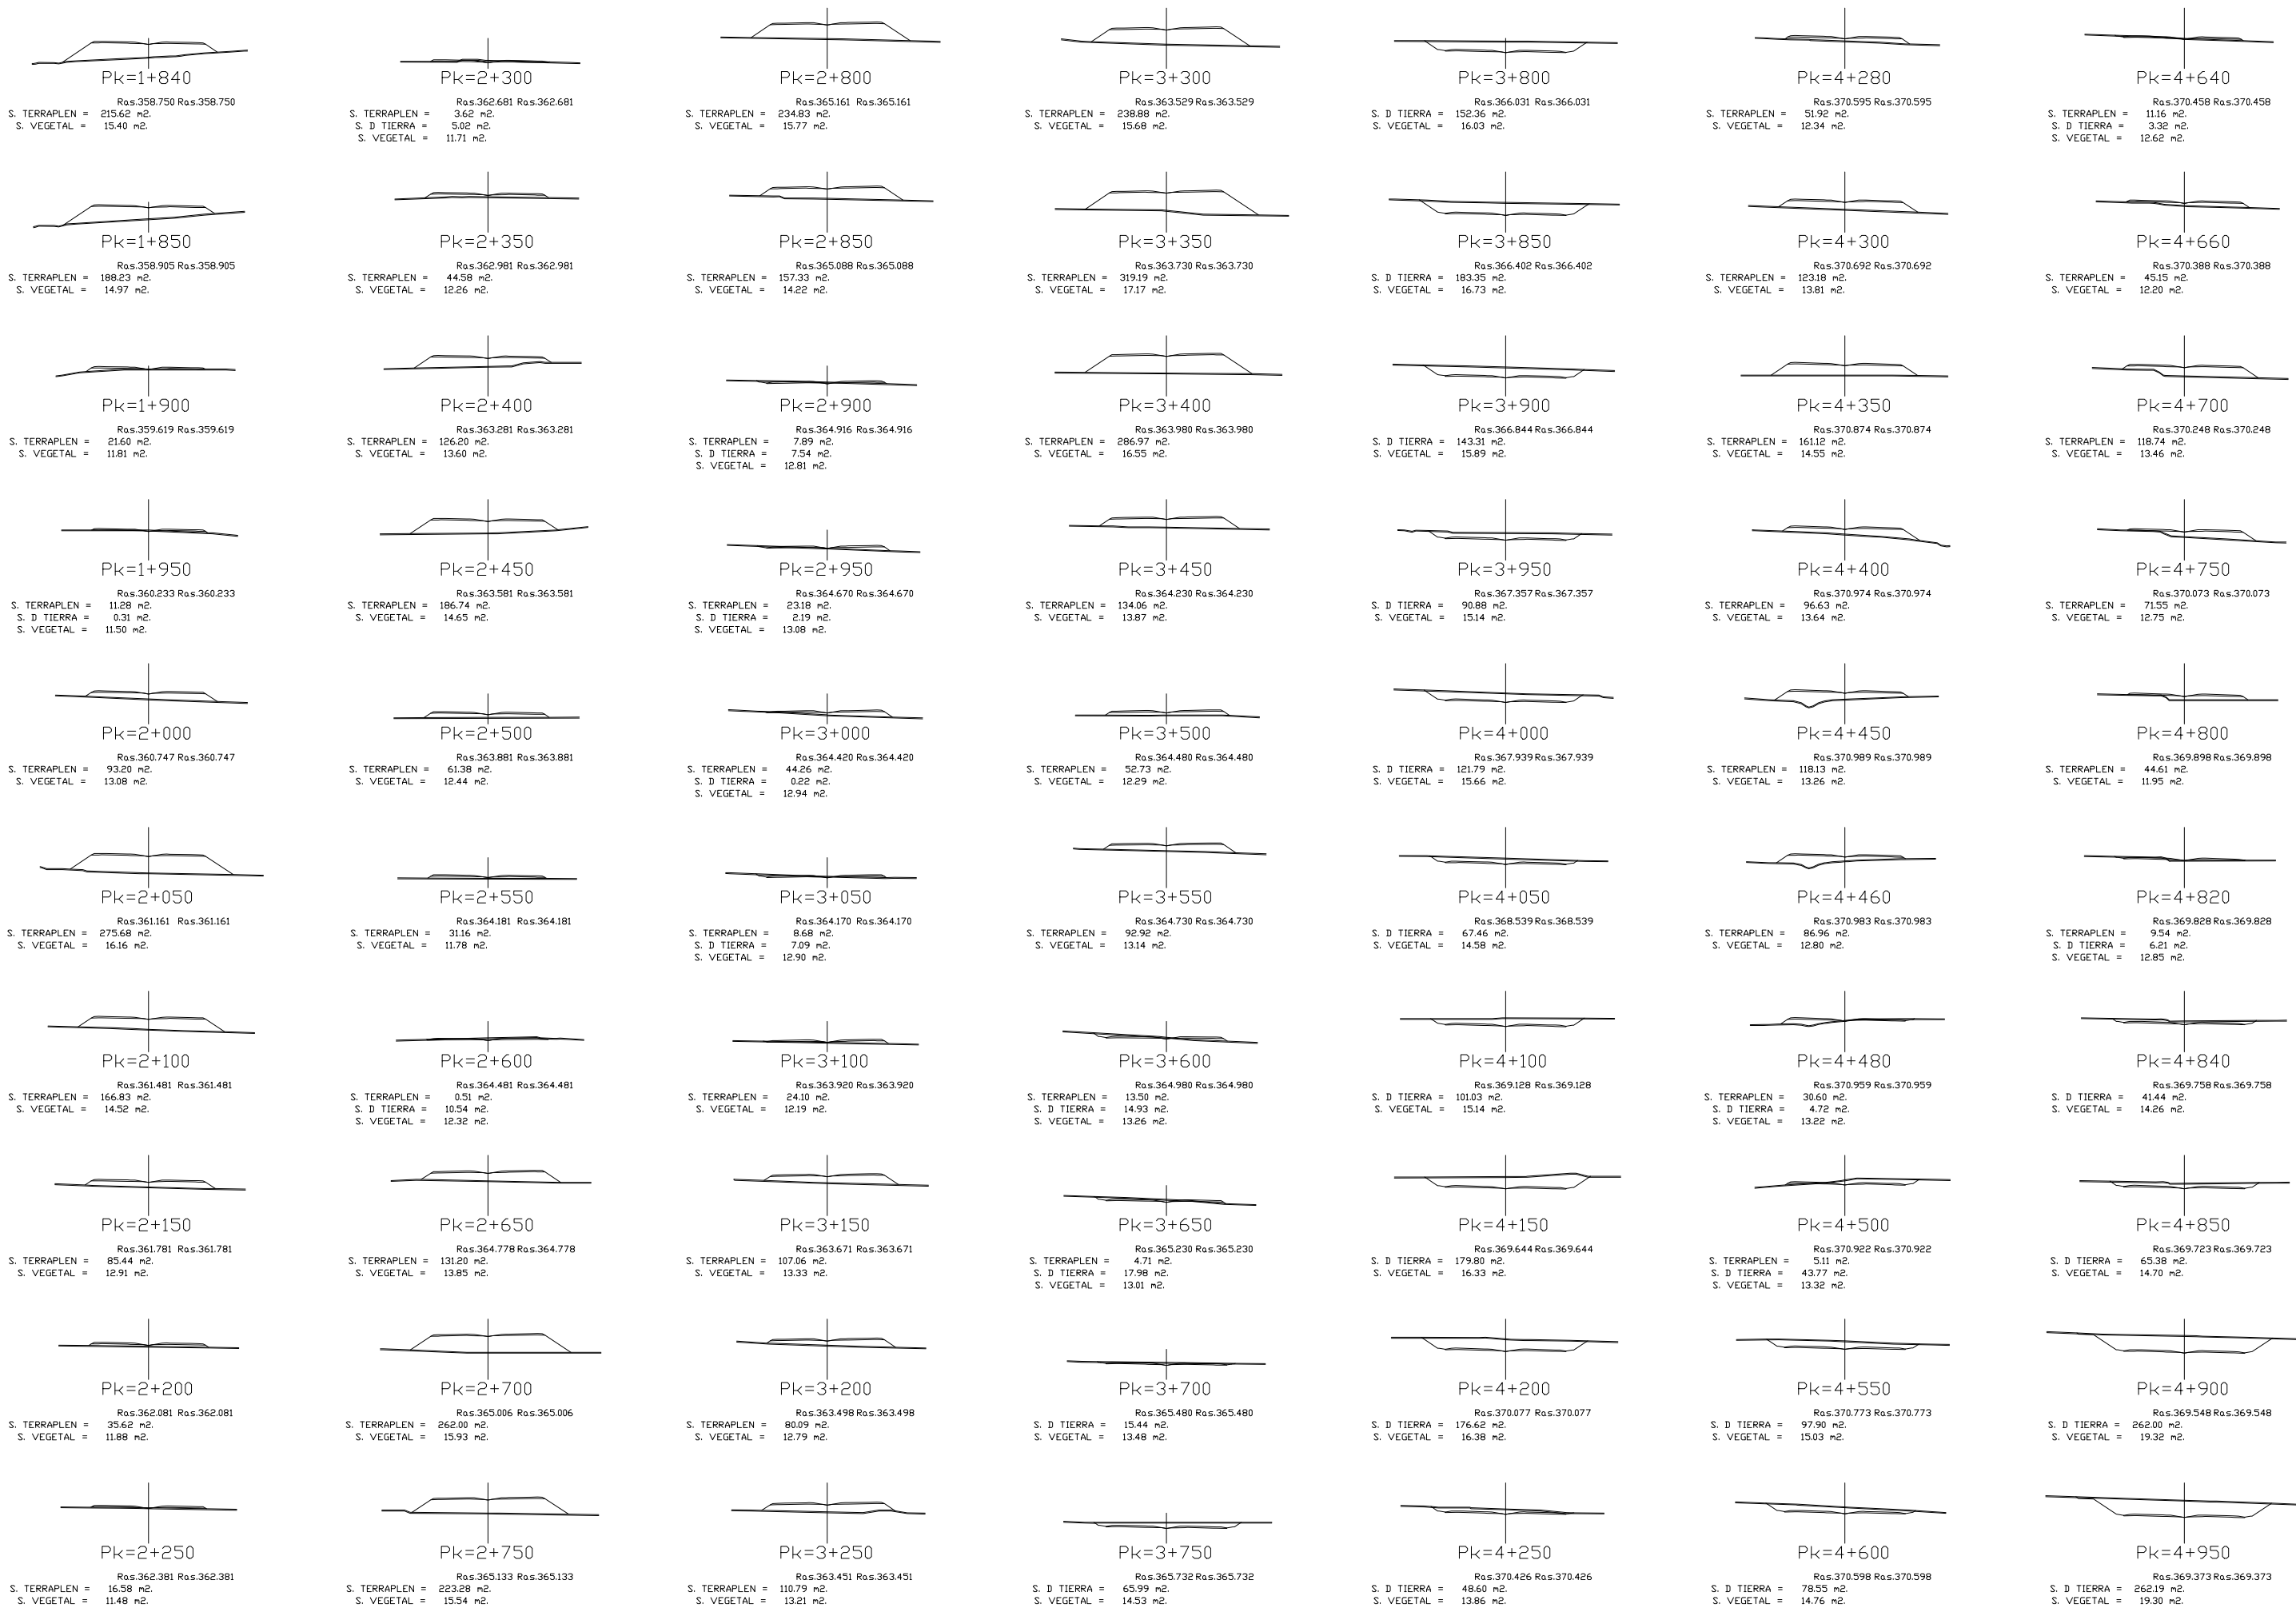 Pk=1+840
Ras.358.750 Ras.358.750
S. TERRAPLEN = 215.62 m2.
S. VEGETAL = 15.40 m2.
Pk=1+850
Ras.358.905 Ras.358.905
S. TERRAPLEN = 188.23 m2.
S. VEGETAL = 14.97 m2.
Pk=1+900
Ras.359.619 Ras.359.619
S. TERRAPLEN = 21.60 m2.
S. VEGETAL = 11.81 m2.
Pk=1+950
Ras.360.233 Ras.360.233
S. TERRAPLEN = 11.28 m2.
S. D TIERRA = 0.31 m2.
S. VEGETAL = 11.50 m2.
Pk=2+000
Ras.360.747 Ras.360.747
S. TERRAPLEN = 93.20 m2.
S. VEGETAL = 13.08 m2.
Pk=2+050
Ras.361.161 Ras.361.161
S. TERRAPLEN = 275.68 m2.
S. VEGETAL = 16.16 m2.
Pk=2+100
Ras.361.481 Ras.361.481
S. TERRAPLEN = 166.83 m2.
S. VEGETAL = 14.52 m2.
Pk=2+150
Ras.361.781 Ras.361.781
S. TERRAPLEN = 85.44 m2.
S. VEGETAL = 12.91 m2.
Pk=2+200
Ras.362.081 Ras.362.081
S. TERRAPLEN = 35.62 m2.
S. VEGETAL = 11.88 m2.
Pk=2+250
Ras.362.381 Ras.362.381
S. TERRAPLEN = 16.58 m2.
S. VEGETAL = 11.48 m2.
Pk=2+300
Ras.362.681 Ras.362.681
S. TERRAPLEN = 3.62 m2.
S. D TIERRA = 5.02 m2.
S. VEGETAL = 11.71 m2.
Pk=2+350
Ras.362.981 Ras.362.981
S. TERRAPLEN = 44.58 m2.
S. VEGETAL = 12.26 m2.
Pk=2+400
Ras.363.281 Ras.363.281
S. TERRAPLEN = 126.20 m2.
S. VEGETAL = 13.60 m2.
Pk=2+450
Ras.363.581 Ras.363.581
S. TERRAPLEN = 186.74 m2.
S. VEGETAL = 14.65 m2.
Pk=2+500
Ras.363.881 Ras.363.881
S. TERRAPLEN = 61.38 m2.
S. VEGETAL = 12.44 m2.
Pk=2+550
Ras.364.181 Ras.364.181
S. TERRAPLEN = 31.16 m2.
S. VEGETAL = 11.78 m2.
Pk=2+600
Ras.364.481 Ras.364.481
S. TERRAPLEN = 0.51 m2.
S. D TIERRA = 10.54 m2.
S. VEGETAL = 12.32 m2.
Pk=2+650
Ras.364.778 Ras.364.778
S. TERRAPLEN = 131.20 m2.
S. VEGETAL = 13.85 m2.
Pk=2+700
Ras.365.006 Ras.365.006
S. TERRAPLEN = 262.00 m2.
S. VEGETAL = 15.93 m2.
Pk=2+750
Ras.365.133 Ras.365.133
S. TERRAPLEN = 223.28 m2.
S. VEGETAL = 15.54 m2.
Pk=2+800
Ras.365.161 Ras.365.161
S. TERRAPLEN = 234.83 m2.
S. VEGETAL = 15.77 m2.
Pk=2+850
Ras.365.088 Ras.365.088
S. TERRAPLEN = 157.33 m2.
S. VEGETAL = 14.22 m2.
Pk=2+900
Ras.364.916 Ras.364.916
S. TERRAPLEN = 7.89 m2.
S. D TIERRA = 7.54 m2.
S. VEGETAL = 12.81 m2.
Pk=2+950
Ras.364.670 Ras.364.670
S. TERRAPLEN = 23.18 m2.
S. D TIERRA = 2.19 m2.
S. VEGETAL = 13.08 m2.
Pk=3+000
Ras.364.420 Ras.364.420
S. TERRAPLEN = 44.26 m2.
S. D TIERRA = 0.22 m2.
S. VEGETAL = 12.94 m2.
Pk=3+050
Ras.364.170 Ras.364.170
S. TERRAPLEN = 8.68 m2.
S. D TIERRA = 7.09 m2.
S. VEGETAL = 12.90 m2.
Pk=3+100
Ras.363.920 Ras.363.920
S. TERRAPLEN = 24.10 m2.
S. VEGETAL = 12.19 m2.
Pk=3+150
Ras.363.671 Ras.363.671
S. TERRAPLEN = 107.06 m2.
S. VEGETAL = 13.33 m2.
Pk=3+200
Ras.363.498 Ras.363.498
S. TERRAPLEN = 80.09 m2.
S. VEGETAL = 12.79 m2.
Pk=3+250
Ras.363.451 Ras.363.451
S. TERRAPLEN = 110.79 m2.
S. VEGETAL = 13.21 m2.
Pk=3+300
Ras.363.529 Ras.363.529
S. TERRAPLEN = 238.88 m2.
S. VEGETAL = 15.68 m2.
Pk=3+350
Ras.363.730 Ras.363.730
S. TERRAPLEN = 319.19 m2.
S. VEGETAL = 17.17 m2.
Pk=3+400
Ras.363.980 Ras.363.980
S. TERRAPLEN = 286.97 m2.
S. VEGETAL = 16.55 m2.
Pk=3+450
Ras.364.230 Ras.364.230
S. TERRAPLEN = 134.06 m2.
S. VEGETAL = 13.87 m2.
Pk=3+500
Ras.364.480 Ras.364.480
S. TERRAPLEN = 52.73 m2.
S. VEGETAL = 12.29 m2.
Pk=3+550
Ras.364.730 Ras.364.730
S. TERRAPLEN = 92.92 m2.
S. VEGETAL = 13.14 m2.
Pk=3+600
Ras.364.980 Ras.364.980
S. TERRAPLEN = 13.50 m2.
S. D TIERRA = 14.93 m2.
S. VEGETAL = 13.26 m2.
Pk=3+650
Ras.365.230 Ras.365.230
S. TERRAPLEN = 4.71 m2.
S. D TIERRA = 17.98 m2.
S. VEGETAL = 13.01 m2.
Pk=3+700
Ras.365.480 Ras.365.480
S. D TIERRA = 15.44 m2.
S. VEGETAL = 13.48 m2.
Pk=3+750
Ras.365.732 Ras.365.732
S. D TIERRA = 65.99 m2.
S. VEGETAL = 14.53 m2.
Pk=3+800
Ras.366.031 Ras.366.031
S. D TIERRA = 152.36 m2.
S. VEGETAL = 16.03 m2.
Pk=3+850
Ras.366.402 Ras.366.402
S. D TIERRA = 183.35 m2.
S. VEGETAL = 16.73 m2.
Pk=3+900
Ras.366.844 Ras.366.844
S. D TIERRA = 143.31 m2.
S. VEGETAL = 15.89 m2.
Pk=3+950
Ras.367.357 Ras.367.357
S. D TIERRA = 90.88 m2.
S. VEGETAL = 15.14 m2.
Pk=4+000
Ras.367.939 Ras.367.939
S. D TIERRA = 121.79 m2.
S. VEGETAL = 15.66 m2.
Pk=4+050
Ras.368.539 Ras.368.539
S. D TIERRA = 67.46 m2.
S. VEGETAL = 14.58 m2.
Pk=4+100
Ras.369.128 Ras.369.128
S. D TIERRA = 101.03 m2.
S. VEGETAL = 15.14 m2.
Pk=4+150
Ras.369.644 Ras.369.644
S. D TIERRA = 179.80 m2.
S. VEGETAL = 16.33 m2.
Pk=4+200
Ras.370.077 Ras.370.077
S. D TIERRA = 176.62 m2.
S. VEGETAL = 16.38 m2.
Pk=4+250
Ras.370.426 Ras.370.426
S. D TIERRA = 48.60 m2.
S. VEGETAL = 13.86 m2.
Pk=4+280
Ras.370.595 Ras.370.595
S. TERRAPLEN = 51.92 m2.
S. VEGETAL = 12.34 m2.
Pk=4+300
Ras.370.692 Ras.370.692
S. TERRAPLEN = 123.18 m2.
S. VEGETAL = 13.81 m2.
Pk=4+350
Ras.370.874 Ras.370.874
S. TERRAPLEN = 161.12 m2.
S. VEGETAL = 14.55 m2.
Pk=4+400
Ras.370.974 Ras.370.974
S. TERRAPLEN = 96.63 m2.
S. VEGETAL = 13.64 m2.
Pk=4+450
Ras.370.989 Ras.370.989
S. TERRAPLEN = 118.13 m2.
S. VEGETAL = 13.26 m2.
Pk=4+460
Ras.370.983 Ras.370.983
S. TERRAPLEN = 86.96 m2.
S. VEGETAL = 12.80 m2.
Pk=4+480
Ras.370.959 Ras.370.959
S. TERRAPLEN = 30.60 m2.
S. D TIERRA = 4.72 m2.
S. VEGETAL = 13.22 m2.
Pk=4+500
Ras.370.922 Ras.370.922
S. TERRAPLEN = 5.11 m2.
S. D TIERRA = 43.77 m2.
S. VEGETAL = 13.32 m2.
Pk=4+550
Ras.370.773 Ras.370.773
S. D TIERRA = 97.90 m2.
S. VEGETAL = 15.03 m2.
Pk=4+600
Ras.370.598 Ras.370.598
S. D TIERRA = 78.55 m2.
S. VEGETAL = 14.76 m2.
Pk=4+640
Ras.370.458 Ras.370.458
S. TERRAPLEN = 11.16 m2.
S. D TIERRA = 3.32 m2.
S. VEGETAL = 12.62 m2.
Pk=4+660
Ras.370.388 Ras.370.388
S. TERRAPLEN = 45.15 m2.
S. VEGETAL = 12.20 m2.
Pk=4+700
Ras.370.248 Ras.370.248
S. TERRAPLEN = 118.74 m2.
S. VEGETAL = 13.46 m2.
Pk=4+750
Ras.370.073 Ras.370.073
S. TERRAPLEN = 71.55 m2.
S. VEGETAL = 12.75 m2.
Pk=4+800
Ras.369.898 Ras.369.898
S. TERRAPLEN = 44.61 m2.
S. VEGETAL = 11.95 m2.
Pk=4+820
Ras.369.828 Ras.369.828
S. TERRAPLEN = 9.54 m2.
S. D TIERRA = 6.21 m2.
S. VEGETAL = 12.85 m2.
Pk=4+840
Ras.369.758 Ras.369.758
S. D TIERRA = 41.44 m2.
S. VEGETAL = 14.26 m2.
Pk=4+850
Ras.369.723 Ras.369.723
S. D TIERRA = 65.38 m2.
S. VEGETAL = 14.70 m2.
Pk=4+900
Ras.369.548 Ras.369.548
S. D TIERRA = 262.00 m2.
S. VEGETAL = 19.32 m2.
Pk=4+950
Ras.369.373 Ras.369.373
S. D TIERRA = 262.19 m2.
S. VEGETAL = 19.30 m2.